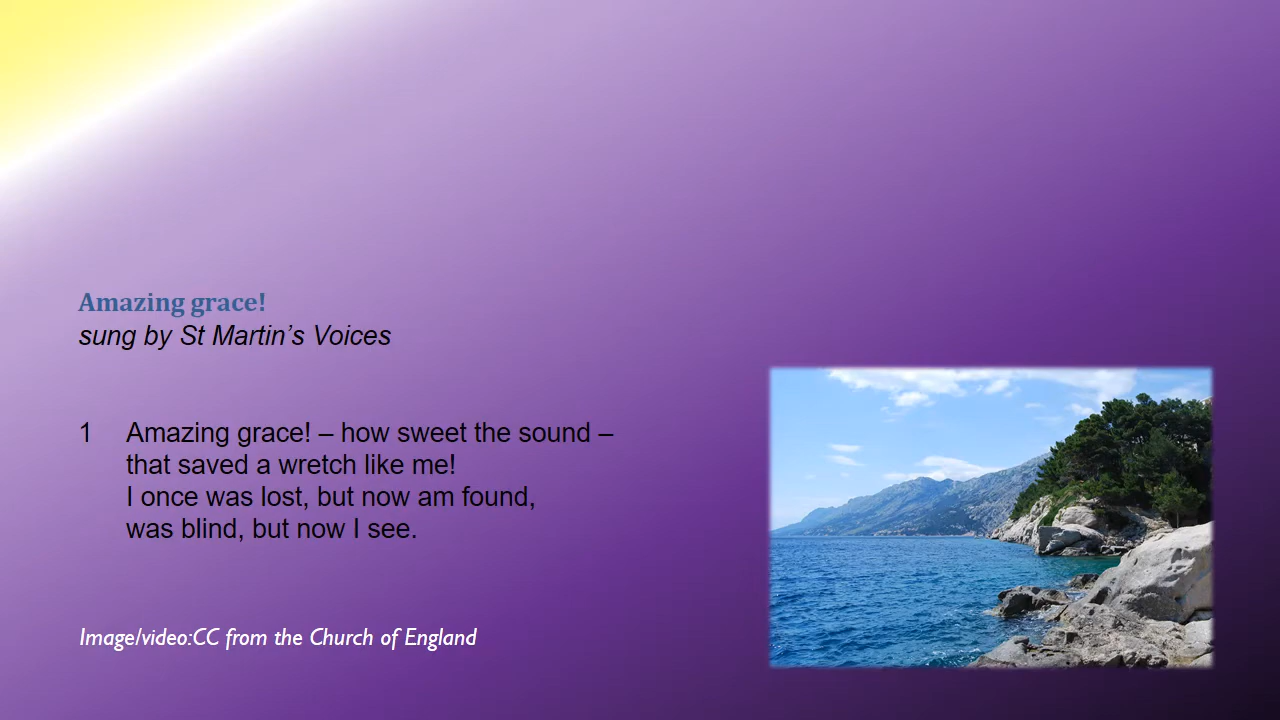 Amazing grace!
sung by St Martin’s Voices
1 Amazing grace! – how sweet the sound –
that saved a wretch like me!
I once was lost, but now am found,
was blind, but now I see.
Image/video:CC from the Church of England